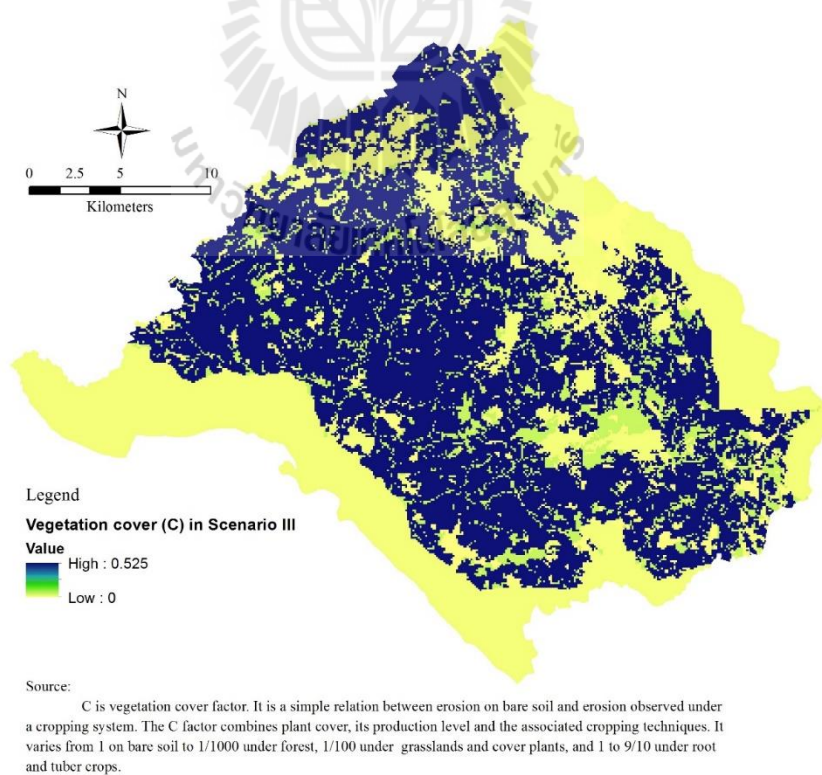 N
0 2.5 5 10
Kilometers
Legend
Vegetation cover (C) in Scenario III
Value
High : 0.525
Low : 0
Source:
C is vegetation cover factor. It is a simple relation between erosion on bare soil and erosion observed under
a cropping system. The C factor combines plant cover, its production level and the associated cropping techniques. It
varies from 1 on bare soil to 1/1000 under forest, 1/100 under grasslands and cover plants, and 1 to 9/10 under root
and tuber crops.